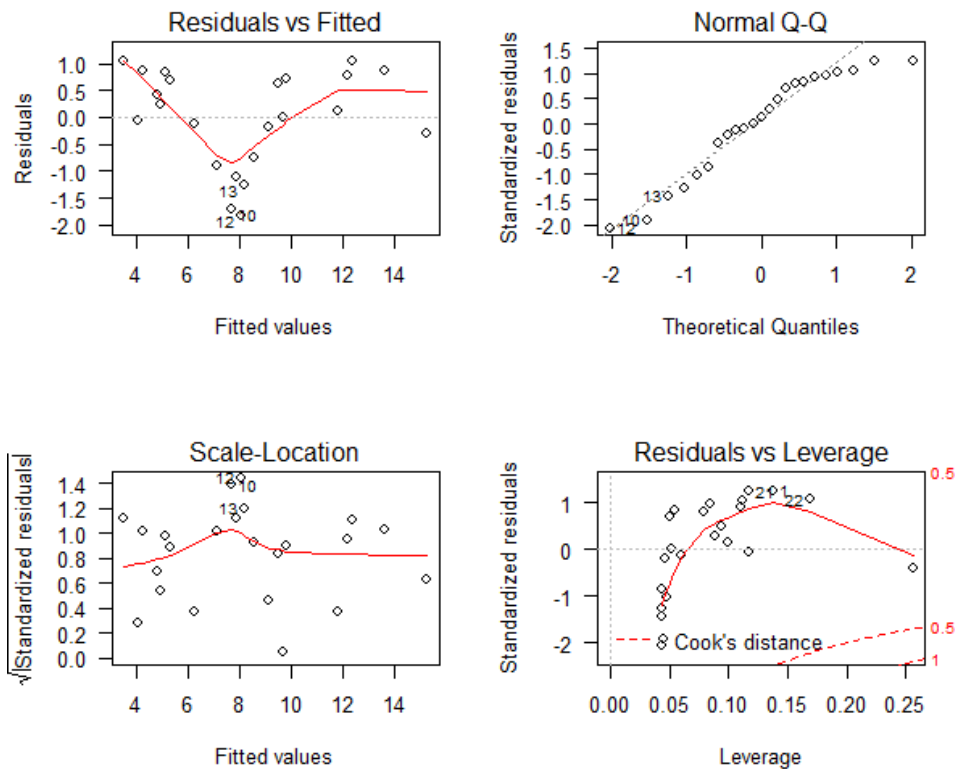 Residuals vs Fitted
Residuals
1.0
0.5
0.0
-0.5
-1.0
-1.5
-2.0
13
12
10
4 6 8 10 12 14
Fitted values
Normal Q-Q
Standardized residuals
1.5
1.0
0.5
0.0
-0.5
-1.0
-1.5
-2.0
13
10
12
-2 -1 0 1 2
Theoretical Quantiles
Scale-Location
√|Standardized residuals|
1.4
1.2
1.0
0.8
0.6
0.4
0.2
0.0
12
10
13
4 6 8 10 12 14
Fitted values
Residuals vs Leverage
Standardized residuals
1
0
-1
-2
21
1
22
0.5
0.5
1
Cook's distance
0.00 0.05 0.10 0.15 0.20 0.25
Leverage